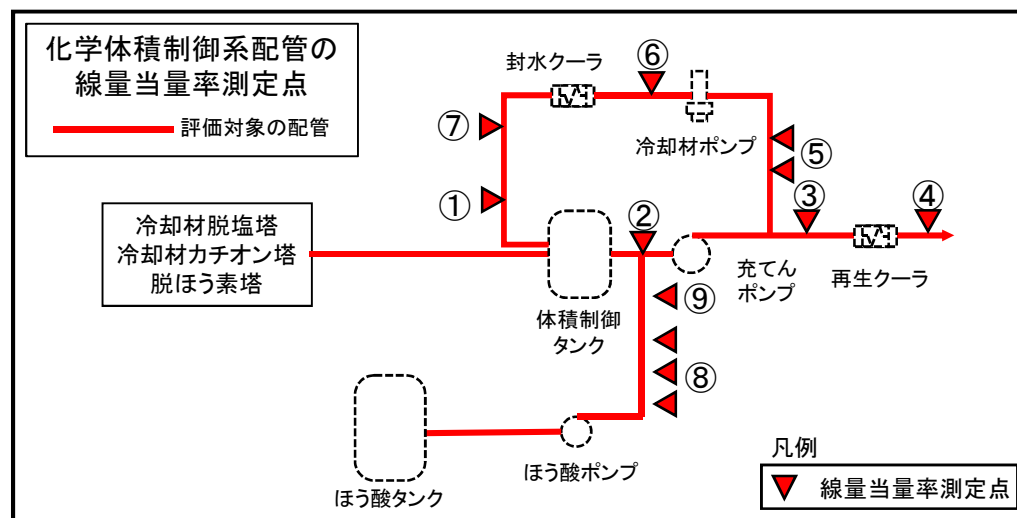 化学体積制御系配管の
線量当量率測定点
評価対象の配管
封水クーラ
⑥
⑦
冷却材ポンプ
⑤
①
②
③
④
冷却材脱塩塔
冷却材カチオン塔
脱ほう素塔
充てん
ポンプ
再生クーラ
体積制御
タンク
⑨
⑧
ほう酸タンク
ほう酸ポンプ
凡例
線量当量率測定点